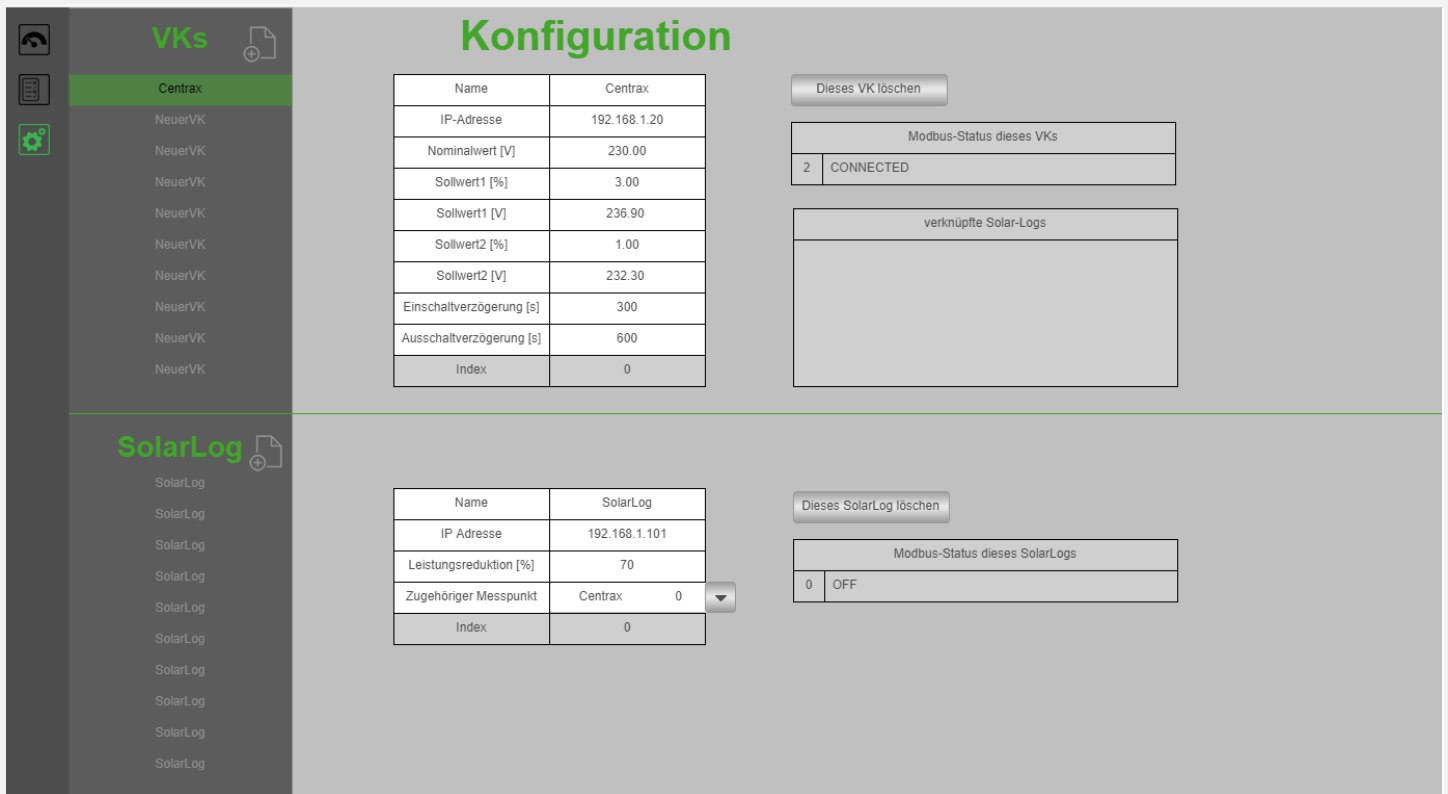 VKs
Centrax
NeuerVK
NeuerVK
NeuerVK
NeuerVK
NeuerVK
NeuerVK
NeuerVK
NeuerVK
NeuerVK
Konfiguration
Name Centrax
IP-Adresse 192.168.1.20
Nominalwert [V] 230.00
Sollwert1 [%] 3.00
Sollwert1 [V] 236.90
Sollwert2 [%] 1.00
Sollwert2 [V] 232.30
Einschaltverzögerung [s] 300
Ausschaltverzögerung [s] 600
Index 0
Dieses VK löschen
Modbus-Status dieses VKs
2 CONNECTED
verknüpfte Solar-Logs
SolarLog
SolarLog
SolarLog
SolarLog
SolarLog
SolarLog
SolarLog
SolarLog
SolarLog
SolarLog
SolarLog
Name SolarLog
IP Adresse 192.168.1.101
Leistungsreduktion [%] 70
Zugehöriger Messpunkt Centrax 0
Index 0
Dieses SolarLog löschen
Modbus-Status dieses SolarLogs
0 OFF